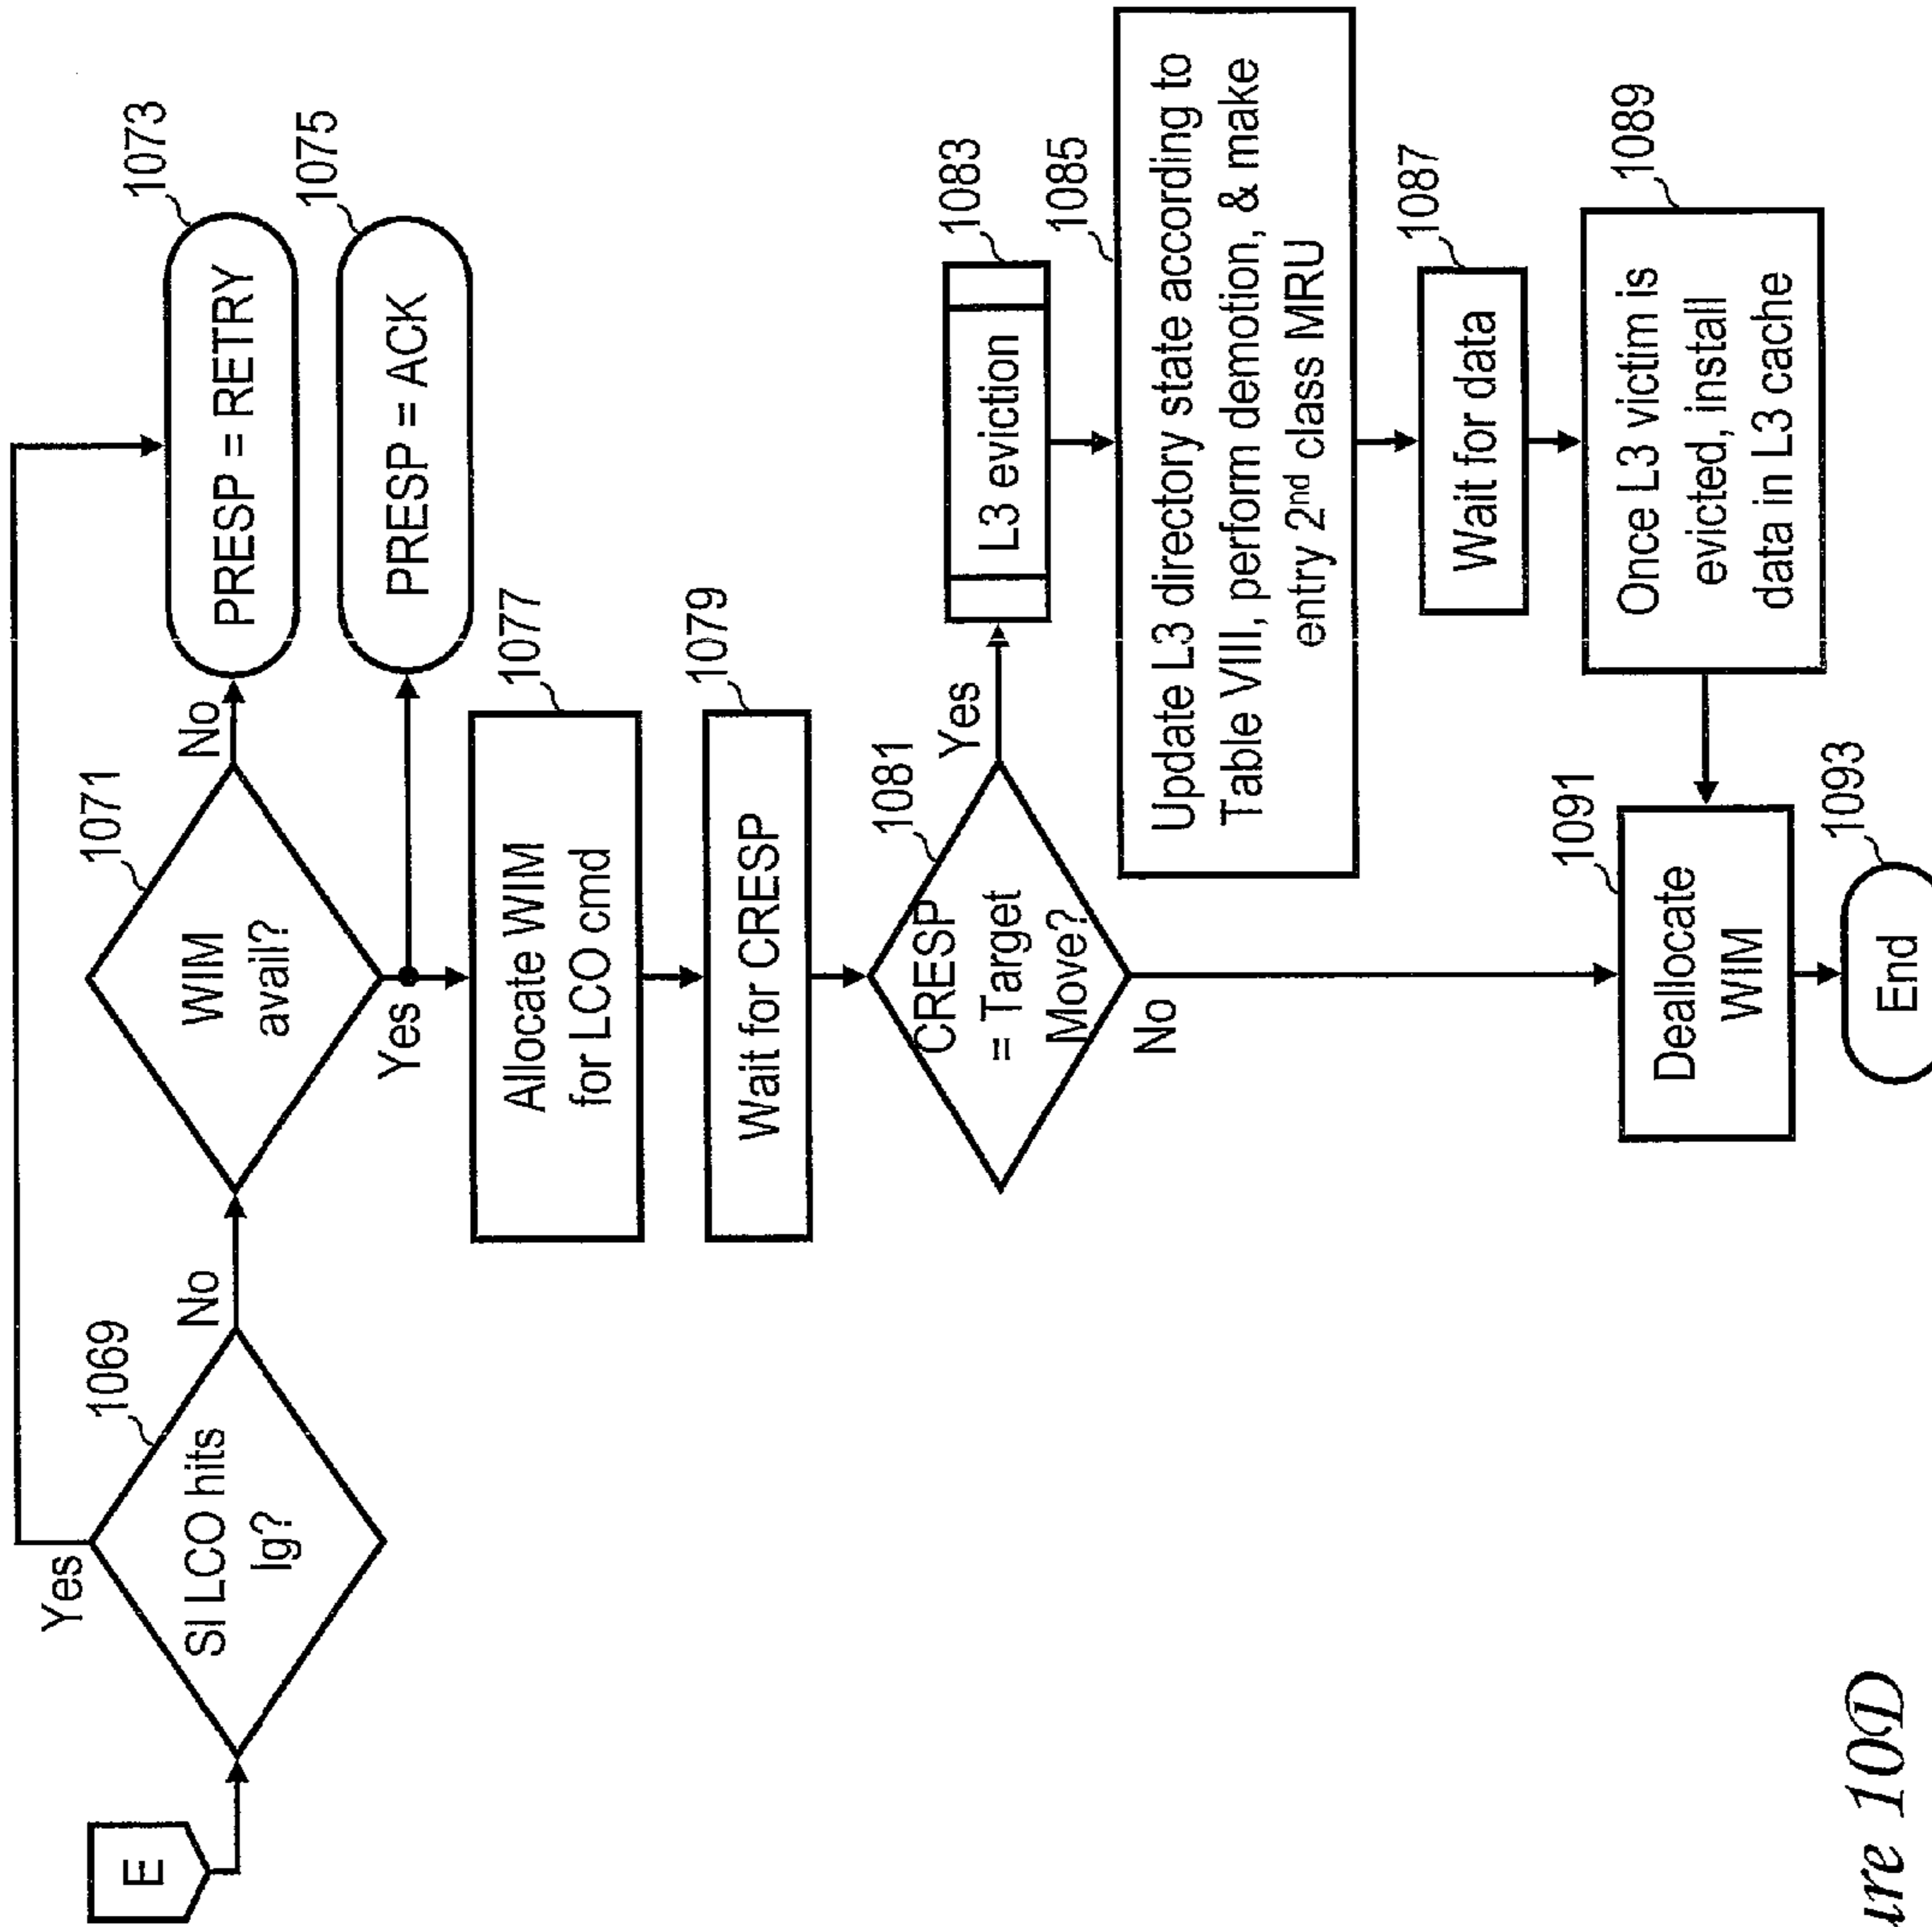 E
SI LCO hits
Ig?
1069
Yes
No
WIM
avail?
1071
No
Yes
PRESP = RETRY
1073
PRESP = ACK
1075
Allocate WIM
for LCO cmd
1077
Wait for CRESP
1079
CRESP
= Target
Move?
1081
Yes
No
L3 eviction
1083
Update L3 directory state according to
Table VIII, perform demotion, & make
entry 2nd class MRU
1085
Wait for data
1087
Once L3 victim is
evicted, install
data in L3 cache
1089
Deallocate
WIM
1091
End
1093
ure 10D